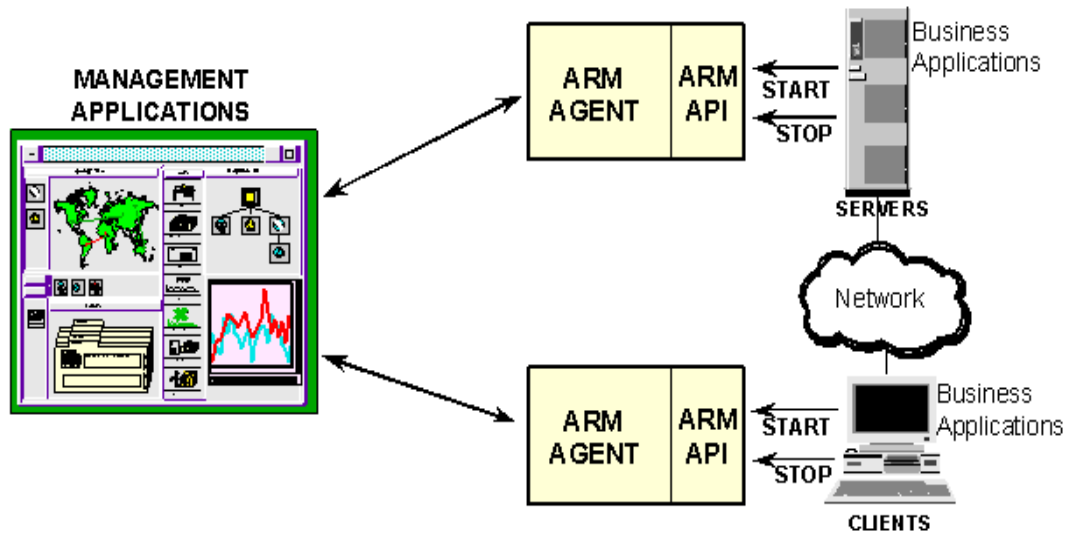 MANAGEMENT
APPLICATIONS
ARM
AGENT
ARM
API
START
STOP
Business
Applications
SERVERS
Network
ARM
AGENT
ARM
API
START
STOP
Business
Applications
CLIENTS